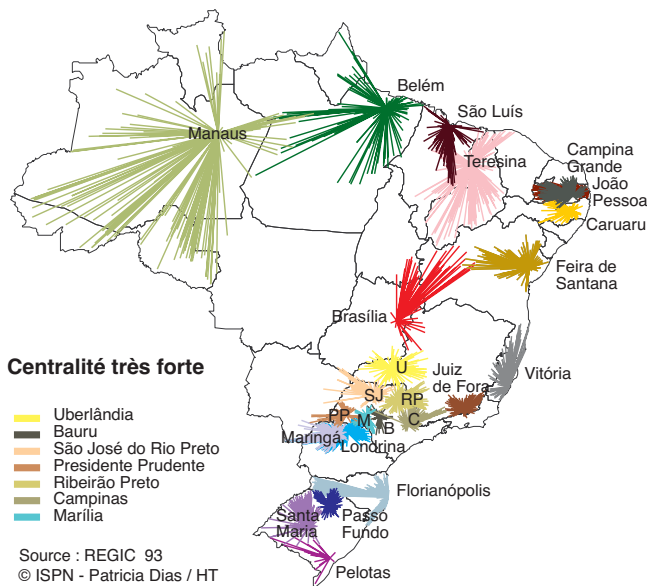 Belém
São Luís
Manaus
Teresina
Campina
Grande
João
Pessoa
Caruaru
Feira de
Santana
Brasília
Centralité très forte
U
Juiz
de Fora
Vitória
SJ
RP
PP
M
B
C
Maringá
Londrina
Uberlândia
Bauru
São José do Rio Preto
Presidente Prudente
Ribeirão Preto
Campinas
Marília
Florianópolis
Santa
Maria
Passo
Fundo
Pelotas
Source : REGIC 93
© ISPN - Patricia Dias / HT